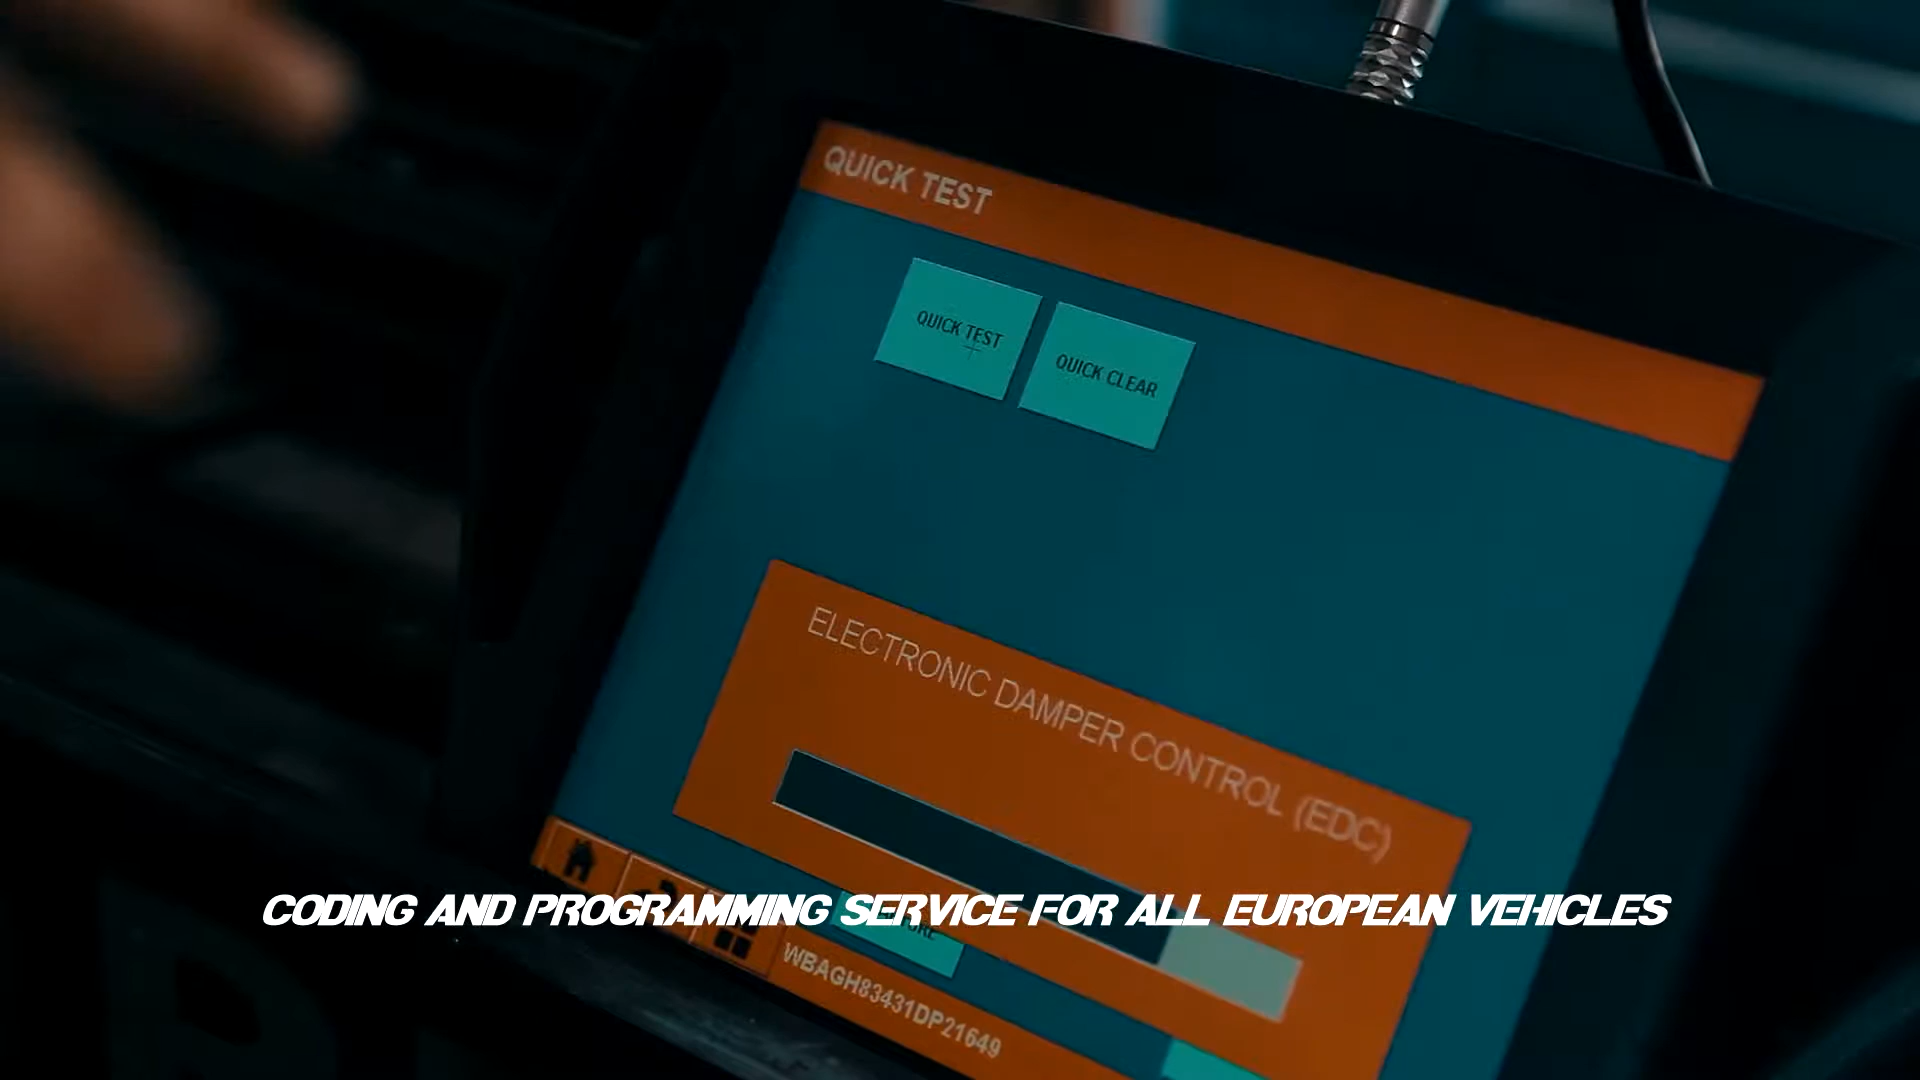 QUICK TEST
QUICK TEST
QUICK CLEAR
ELECTRONIC DAMPER CONTROL (EDC)
CODING AND PROGRAMMING SERVICE FOR ALL EUROPEAN VEHICLES
WBAGH83431DP21649